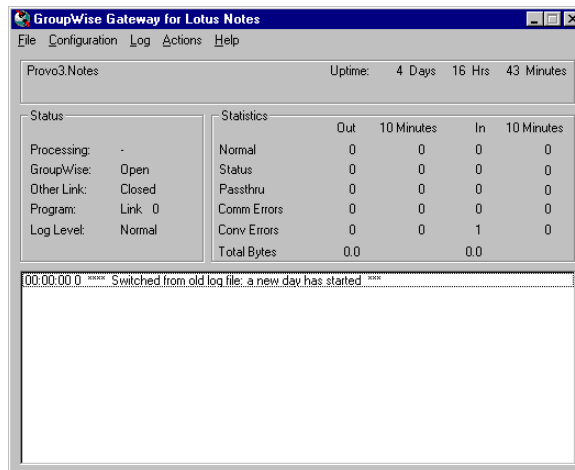 GroupWise Gateway for Lotus Notes
File Configuration Log Actions Help
Provo3.Notes Uptime: 4 Days 16 Hrs 43 Minutes
Status
Processing: -
GroupWise: Open
Other Link: Closed
Program: Link 0
Log Level: Normal
Statistics
Out 10 Minutes In 10 Minutes
Normal 0 0 0 0
Status 0 0 0 0
Passthru 0 0 0 0
Comm Errors 0 0 0 0
Conv Errors 0 0 1 0
Total Bytes 0.0 0.0
00:00:00 0 **** Switched from old log file: a new day has started ***